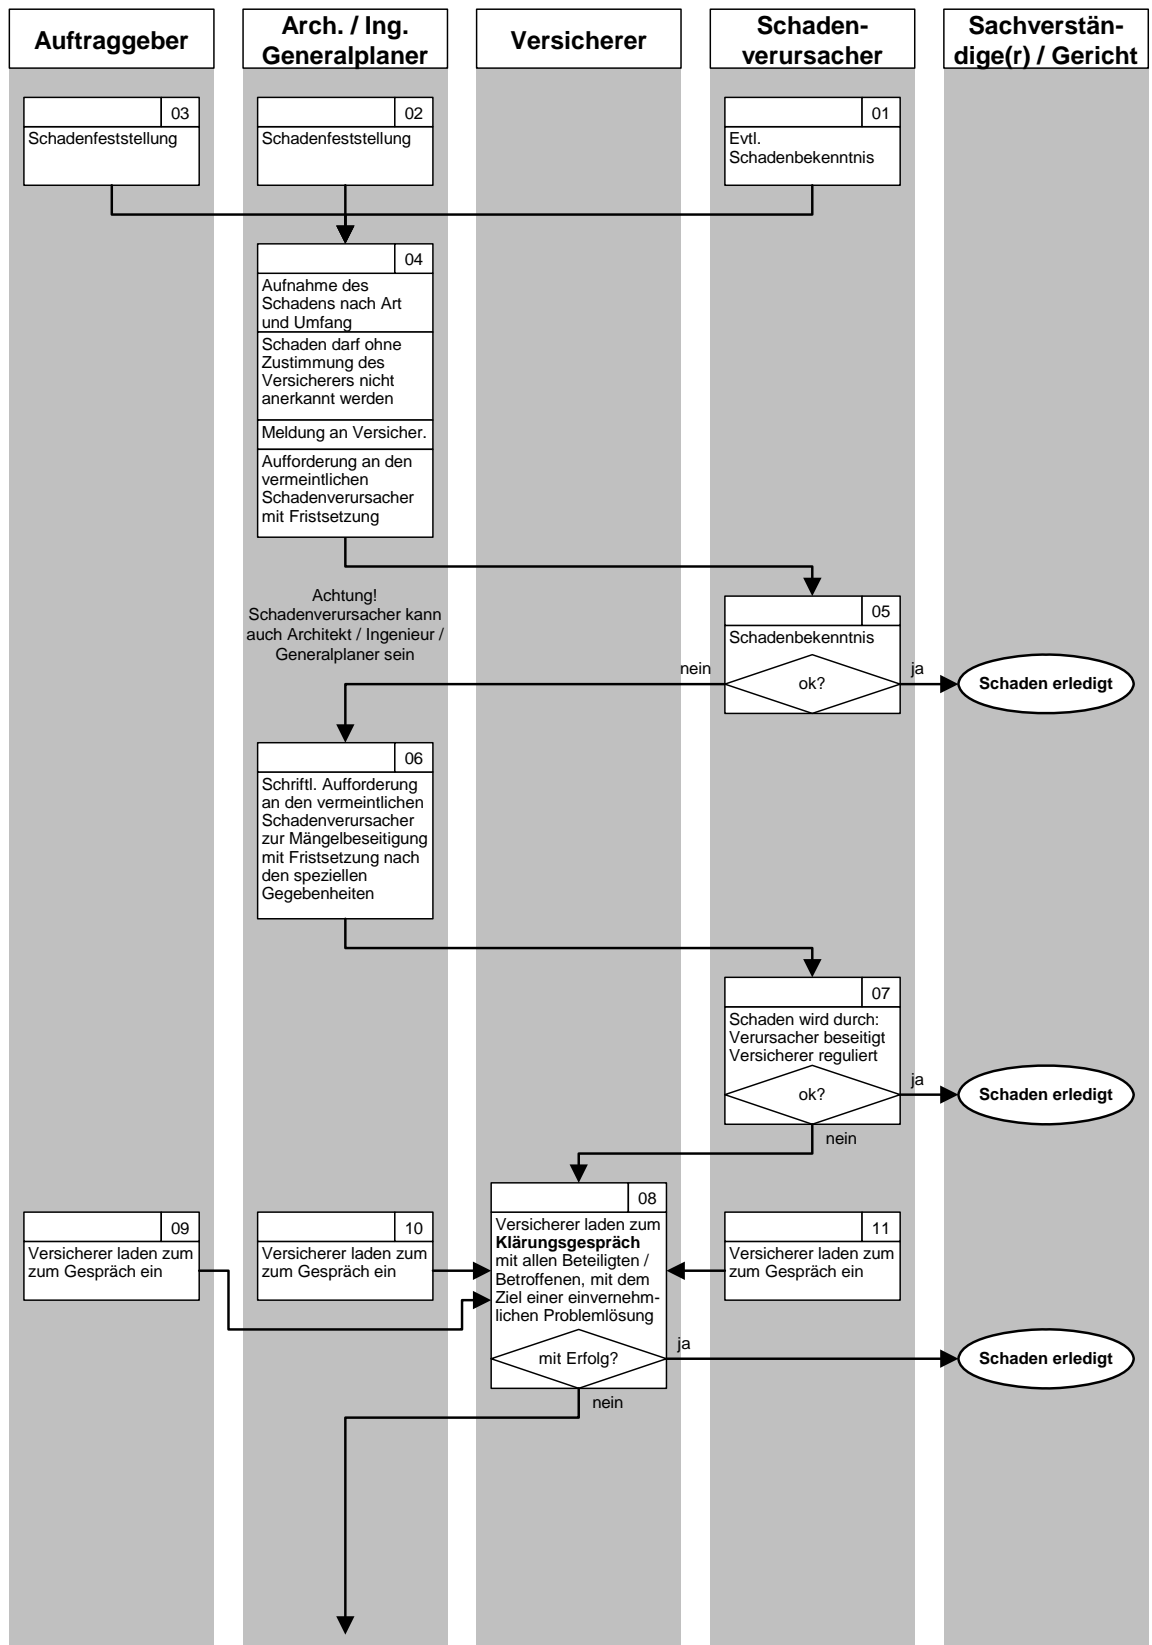 Auftraggeber
Arch. / Ing.
Generalplaner
Versicherer
Schaden-
verursacher
Sachverstän-
dige(r) / Gericht
03
Schadenfeststellung
02
Schadenfeststellung
01
Evtl.
Schadenbekenntnis
04
Aufnahme des
Schadens nach Art
und Umfang
Schaden darf ohne
Zustimmung des
Versicherers nicht
anerkannt werden
Meldung an Versicher.
Aufforderung an den
vermeintlichen
Schadenverursacher
mit Fristsetzung
Achtung!
Schadenverursacher kann
auch Architekt / Ingenieur /
Generalplaner sein
05
Schadenbekenntnis
nein
ok?
ja
Schaden erledigt
06
Schriftl. Aufforderung
an den vermeintlichen
Schadenverursacher
zur Mängelbeseitigung
mit Fristsetzung nach
den speziellen
Gegebenheiten
07
Schaden wird durch:
Verursacher beseitigt
Versicherer reguliert
ok?
ja
Schaden erledigt
nein
08
Versicherer laden zum
Klärungsgespräch
mit allen Beteiligten /
Betroffenen, mit dem
Ziel einer einvernehm-
lichen Problemlösung
09
Versicherer laden zum
zum Gespräch ein
10
Versicherer laden zum
zum Gespräch ein
11
Versicherer laden zum
zum Gespräch ein
mit Erfolg?
ja
Schaden erledigt
nein